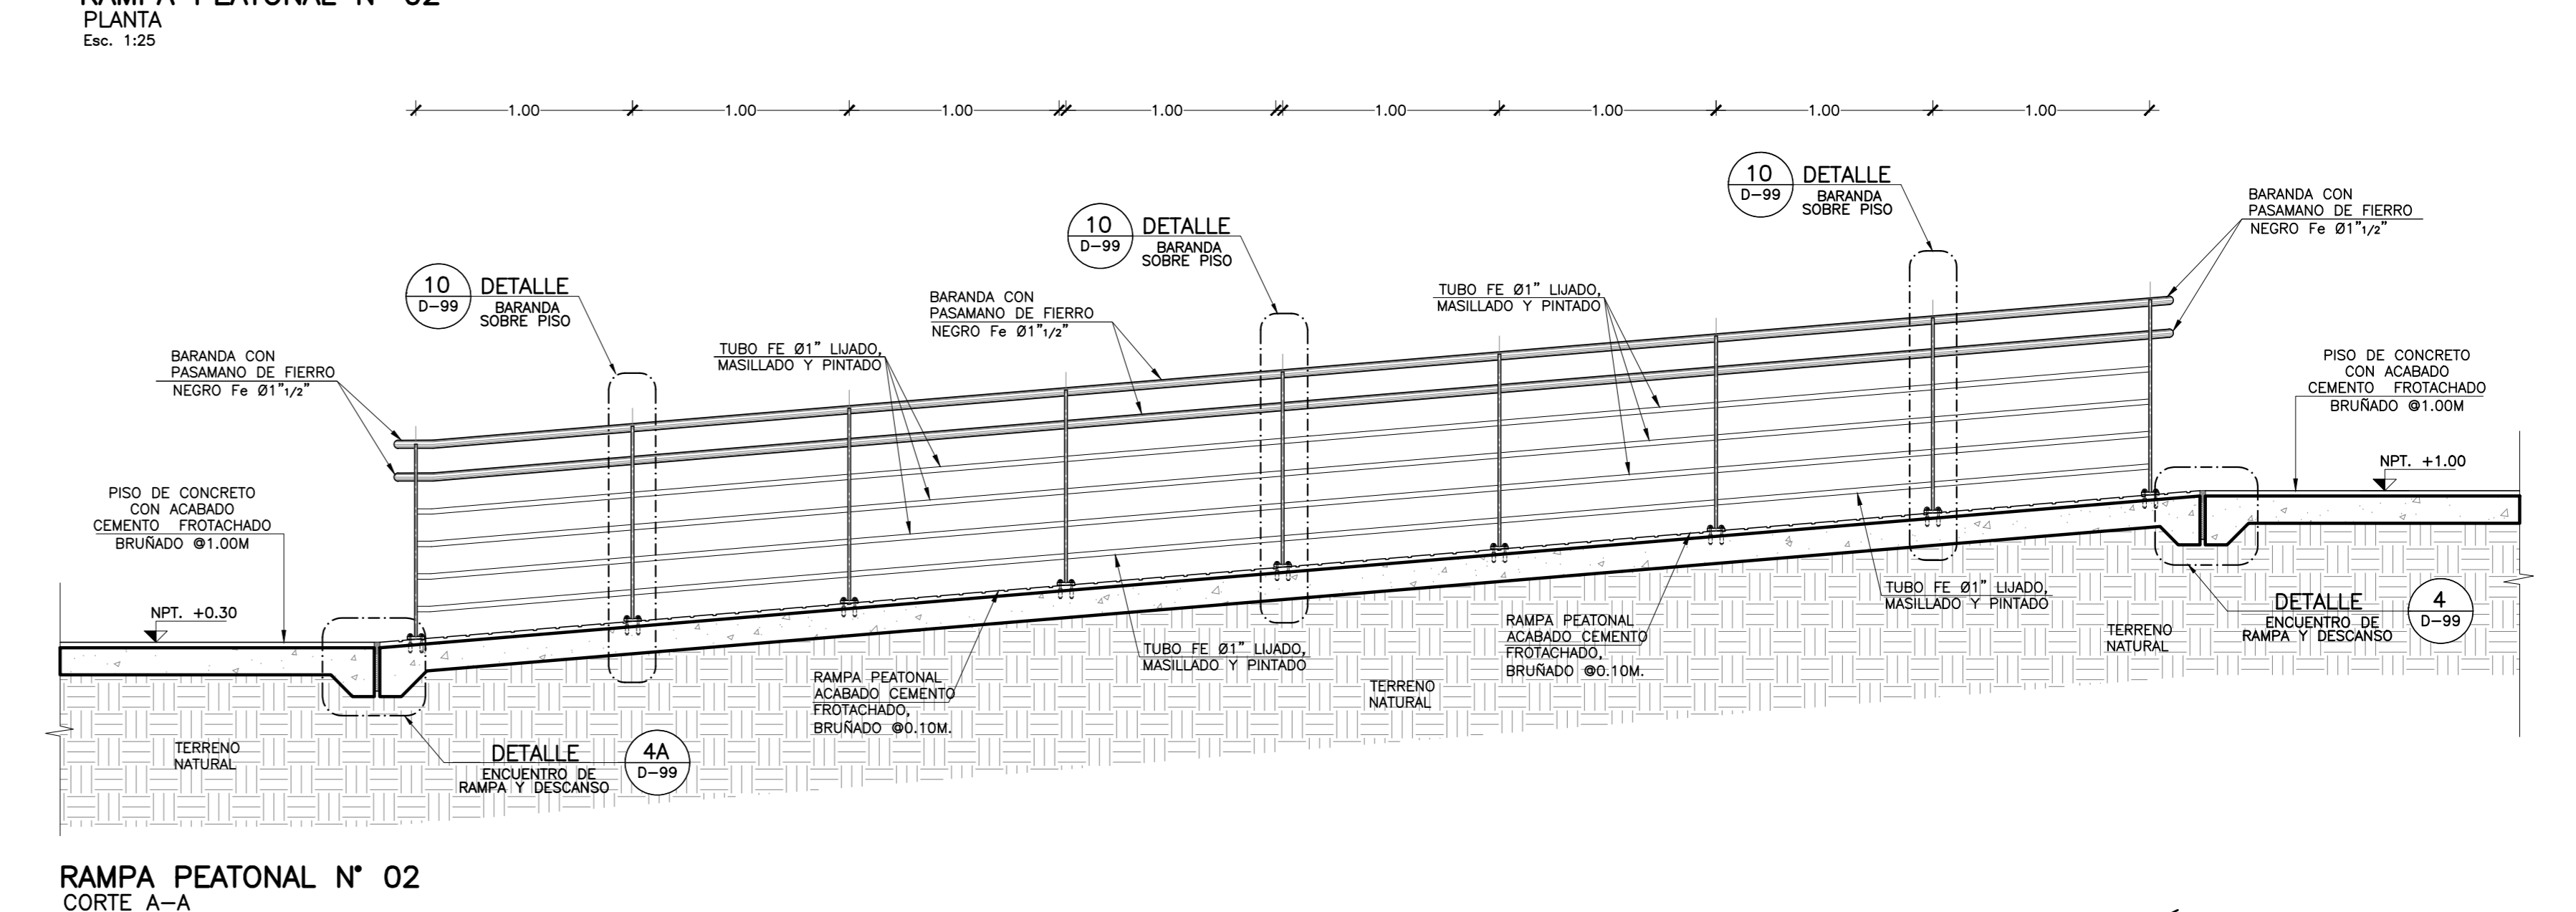 RAMPA PEATONAL N° 02
PLANTA
Esc. 1:25
1.00 1.00 1.00 1.00 1.00 1.00 1.00 1.00
10
D-99
DETALLE
BARANDA
SOBRE PISO
10
D-99
DETALLE
BARANDA
SOBRE PISO
10
D-99
DETALLE
BARANDA
SOBRE PISO
BARANDA CON
PASAMANO DE FIERRO
NEGRO Fe Ø1"1/2"
TUBO FE Ø1" LIJADO,
MASILLADO Y PINTADO
BARANDA CON
PASAMANO DE FIERRO
NEGRO Fe Ø1"1/2"
TUBO FE Ø1" LIJADO,
MASILLADO Y PINTADO
BARANDA CON
PASAMANO DE FIERRO
NEGRO Fe Ø1"1/2"
PISO DE CONCRETO
CON ACABADO
CEMENTO FROTACHADO
BRUÑADO @1.00M
NPT. +1.00
PISO DE CONCRETO
CON ACABADO
CEMENTO FROTACHADO
BRUÑADO @1.00M
NPT. +0.30
TERRENO
NATURAL
DETALLE
ENCUENTRO DE
RAMPA Y DESCANSO
4A
D-99
RAMPA PEATONAL
ACABADO CEMENTO
FROTACHADO,
BRUÑADO @0.10M.
TUBO FE Ø1" LIJADO,
MASILLADO Y PINTADO
TERRENO
NATURAL
RAMPA PEATONAL
ACABADO CEMENTO
FROTACHADO,
BRUÑADO @0.10M.
TUBO FE Ø1" LIJADO,
MASILLADO Y PINTADO
TERRENO
NATURAL
DETALLE
ENCUENTRO DE
RAMPA Y DESCANSO
4
D-99
RAMPA PEATONAL N° 02
CORTE A-A